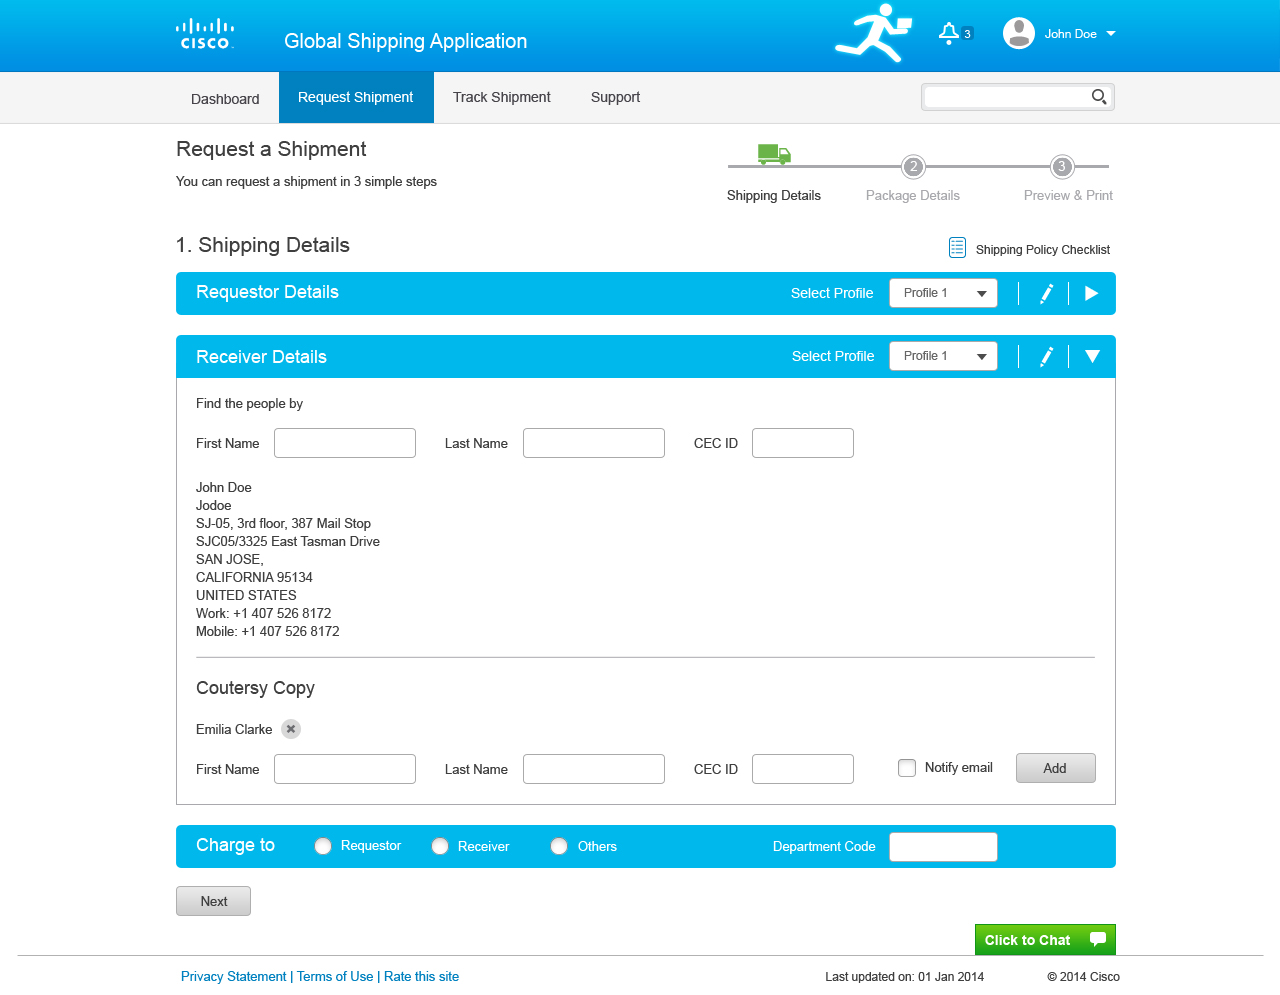 CISCO
Global Shipping Application
3
John Doe
Dashboard
Request Shipment
Track Shipment
Support
Request a Shipment
You can request a shipment in 3 simple steps
2
3
Shipping Details
Package Details
Preview & Print
1. Shipping Details
Shipping Policy Checklist
Requestor Details
Select Profile
Profile 1
Receiver Details
Select Profile
Profile 1
Find the people by
First Name
Last Name
CEC ID
John Doe
Jodoe
SJ-05, 3rd floor, 387 Mail Stop
SJC05/3325 East Tasman Drive
SAN JOSE,
CALIFORNIA 95134
UNITED STATES
Work: +1 407 526 8172
Mobile: +1 407 526 8172
Coutersy Copy
Emilia Clarke
First Name
Last Name
CEC ID
Notify email
Add
Charge to
Requestor
Receiver
Others
Department Code
Next
Click to Chat
Privacy Statement | Terms of Use | Rate this site
Last updated on: 01 Jan 2014
© 2014 Cisco